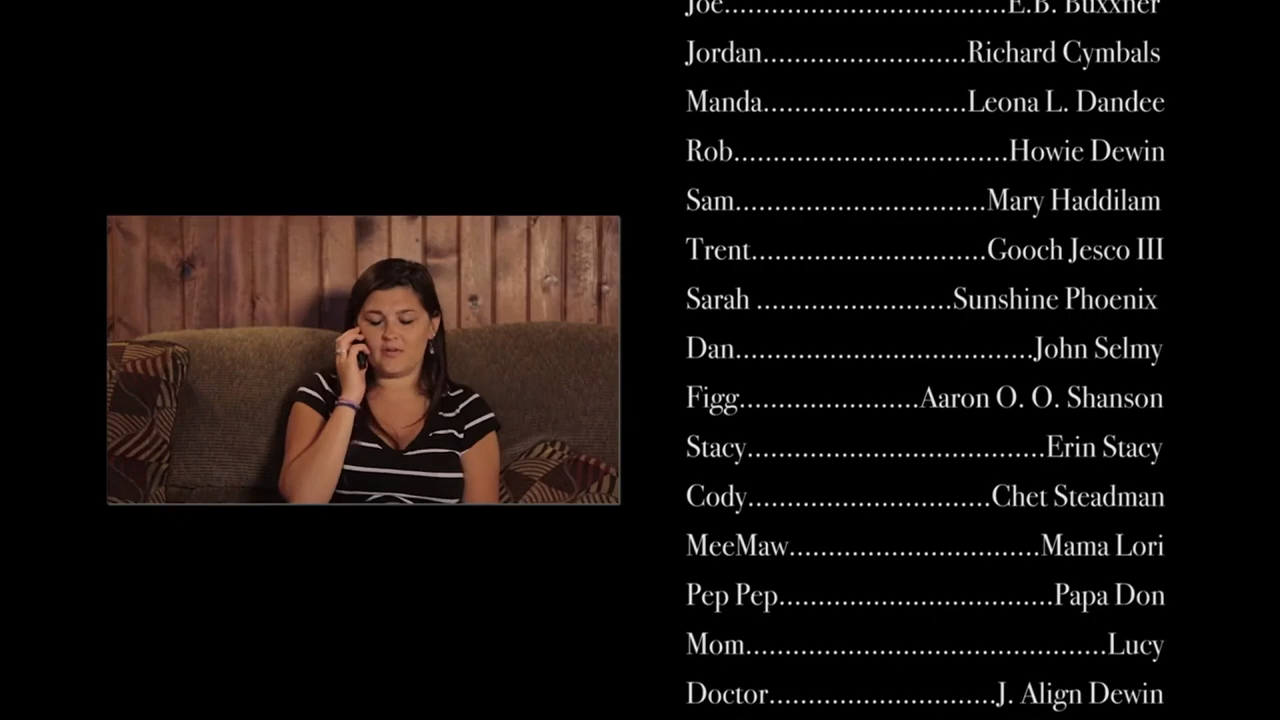 Joe....................................E.B. Buxxner
Jordan..........................Richard Cymbals
Manda..........................Leona L. Dandee
Rob...................................Howie Dewin
Sam................................Mary Haddilam
Trent..............................Gooch Jesco III
Sarah .........................Sunshine Phoenix
Dan......................................John Selmy
Figg.......................Aaron O. O. Shanson
Stacy......................................Erin Stacy
Cody...............................Chet Steadman
MeeMaw................................Mama Lori
Pep Pep...................................Papa Don
Mom..............................................Lucy
Doctor.............................J. Align Dewin